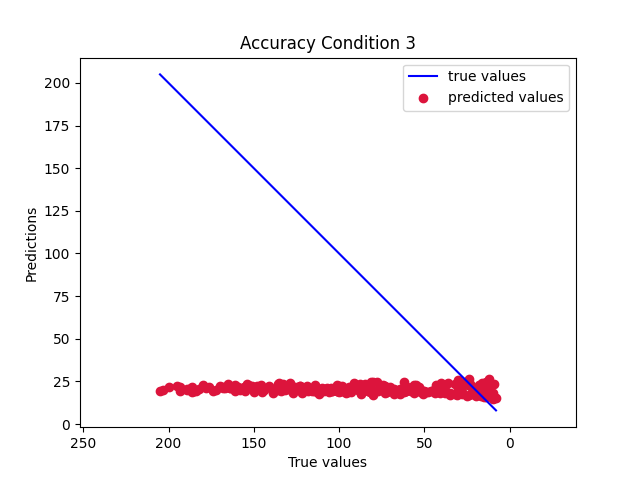 Accuracy Condition 3
true values
predicted values
200
175
150
125
100
75
50
25
0
Predictions
250 200 150 100 50 0
True values